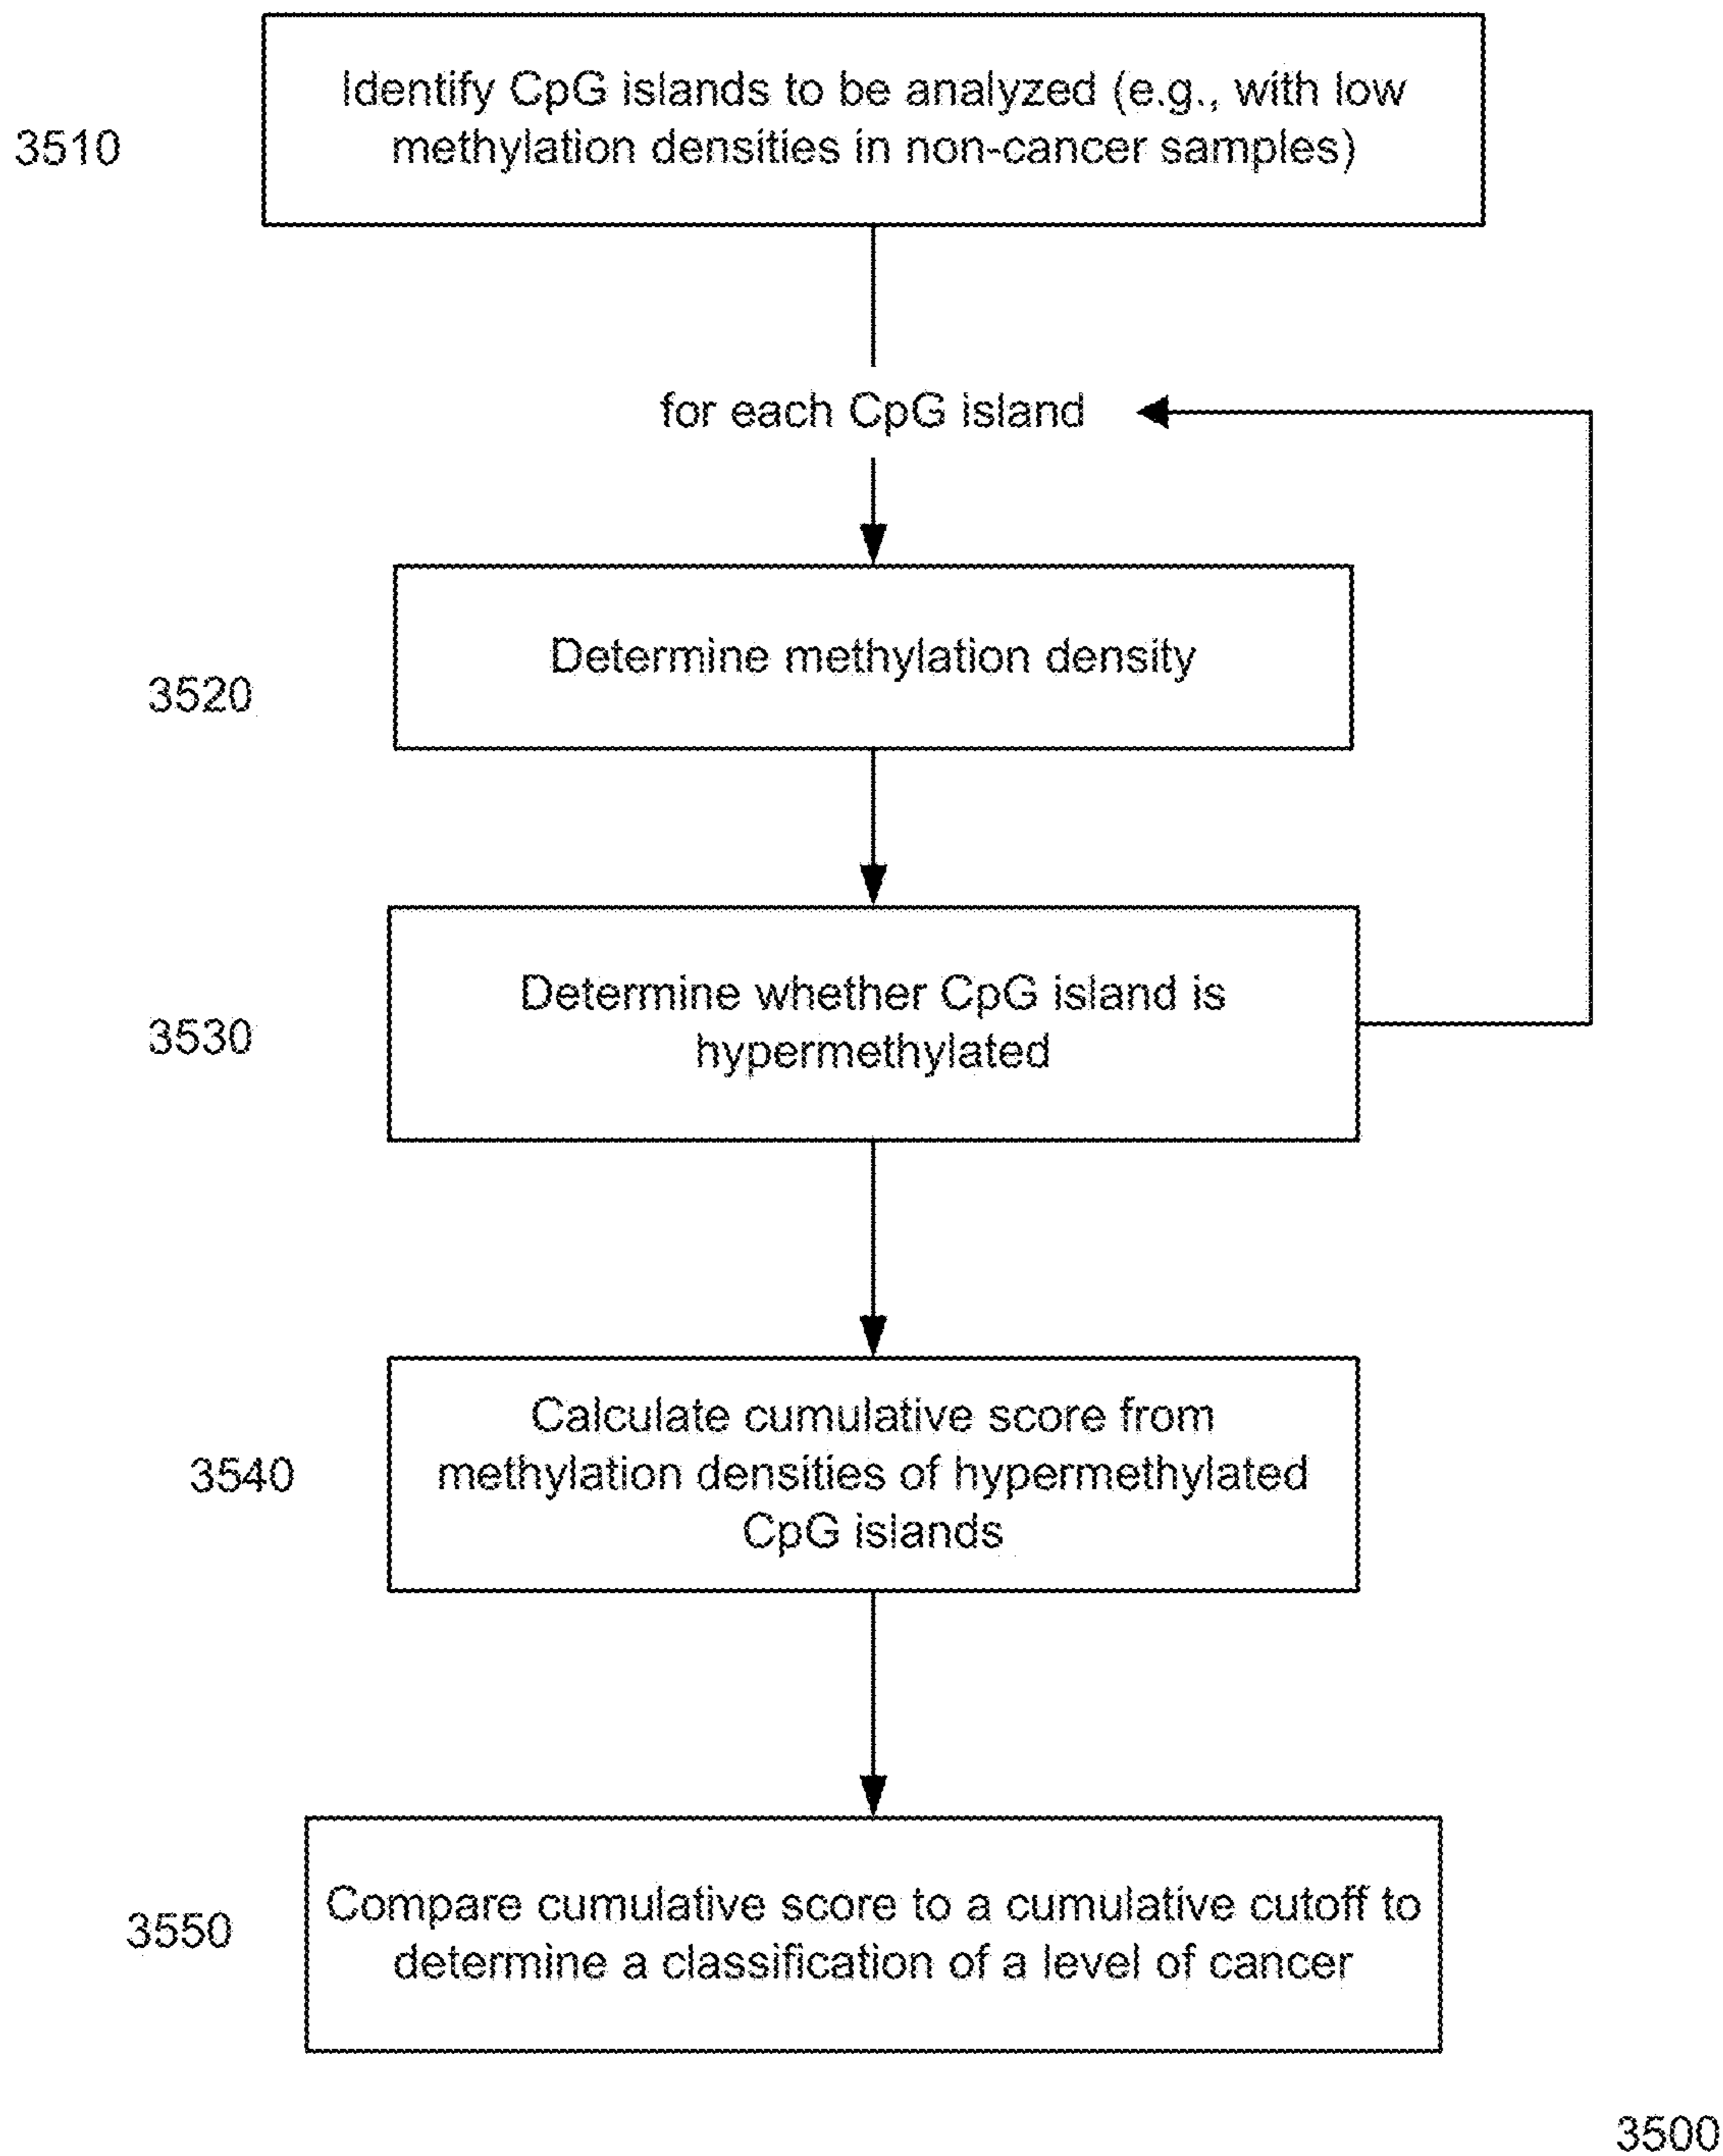 Identify CpG islands to be analyzed (e.g., with low
methylation densities in non-cancer samples)
3510
for each CpG island
Determine methylation density
3520
Determine whether CpG island is
hypermethylated
3530
Calculate cumulative score from
methylation densities of hypermethylated
CpG islands
3540
Compare cumulative score to a cumulative cutoff to
determine a classification of a level of cancer
3550
3500